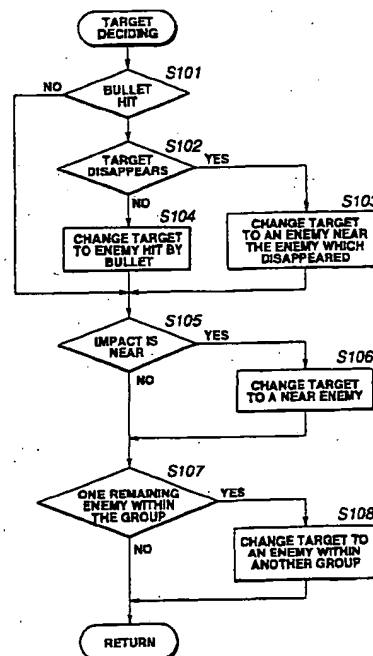 TARGET
DECIDING
S101
NO
BULLET
HIT
S102
TARGET
DISAPPEARS
YES
NO
S103
CHANGE TARGET
TO AN ENEMY NEAR
THE ENEMY WHICH
DISAPPEARED
S104
CHANGE TARGET
TO ENEMY HIT BY
BULLET
S105
IMPACT IS
NEAR
YES
NO
S106
CHANGE TARGET
TO A NEAR ENEMY
S107
ONE REMAINING
ENEMY WITHIN
THE GROUP
YES
NO
S108
CHANGE TARGET TO
AN ENEMY WITHIN
ANOTHER GROUP
RETURN